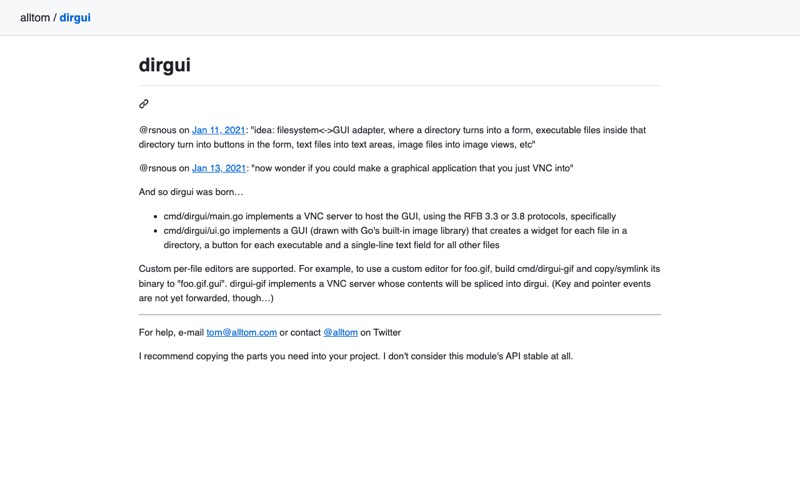 alltom / dirgui
dirgui
@rsnous on Jan 11, 2021: "idea: filesystem<->GUI adapter, where a directory turns into a form, executable files inside that
directory turn into buttons in the form, text files into text areas, image files into image views, etc"
@rsnous on Jan 13, 2021: "now wonder if you could make a graphical application that you just VNC into"
And so dirgui was born…
• cmd/dirgui/main.go implements a VNC server to host the GUI, using the RFB 3.3 or 3.8 protocols, specifically
• cmd/dirgui/ui.go implements a GUI (drawn with Go's built-in image library) that creates a widget for each file in a
directory, a button for each executable and a single-line text field for all other files
Custom per-file editors are supported. For example, to use a custom editor for foo.gif, build cmd/dirgui-gif and copy/symlink its
binary to "foo.gif.gui". dirgui-gif implements a VNC server whose contents will be spliced into dirgui. (Key and pointer events
are not yet forwarded, though…)
For help, e-mail tom@alltom.com or contact @alltom on Twitter
I recommend copying the parts you need into your project. I don't consider this module's API stable at all.